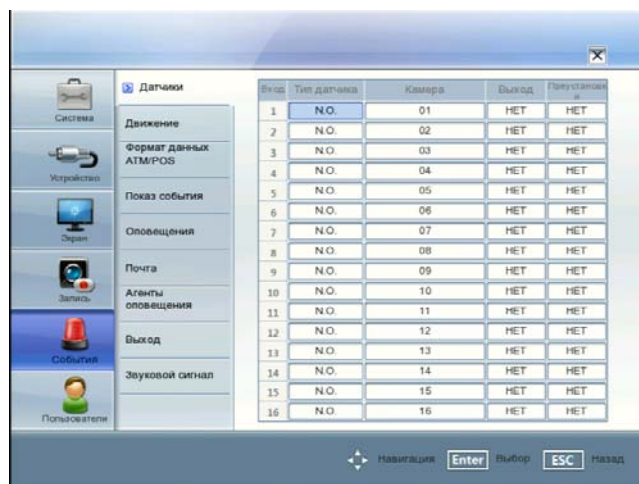 Система
Устройство
Экран
Запись
События
Пользователи
Датчики
Движение
Формат данных
ATM/POS
Показ события
Оповещения
Почта
Агенты
оповещения
Выход
Звуковой сигнал
Вход Тип датчика Камера Выход Преустановк
и
1 N.O. 01 НЕТ НЕТ
2 N.O. 02 НЕТ НЕТ
3 N.O. 03 НЕТ НЕТ
4 N.O. 04 НЕТ НЕТ
5 N.O. 05 НЕТ НЕТ
6 N.O. 06 НЕТ НЕТ
7 N.O. 07 НЕТ НЕТ
8 N.O. 08 НЕТ НЕТ
9 N.O. 09 НЕТ НЕТ
10 N.O. 10 НЕТ НЕТ
11 N.O. 11 НЕТ НЕТ
12 N.O. 12 НЕТ НЕТ
13 N.O. 13 НЕТ НЕТ
14 N.O. 14 НЕТ НЕТ
15 N.O. 15 НЕТ НЕТ
16 N.O. 16 НЕТ НЕТ
Навигация Enter Выбор ESC Назад